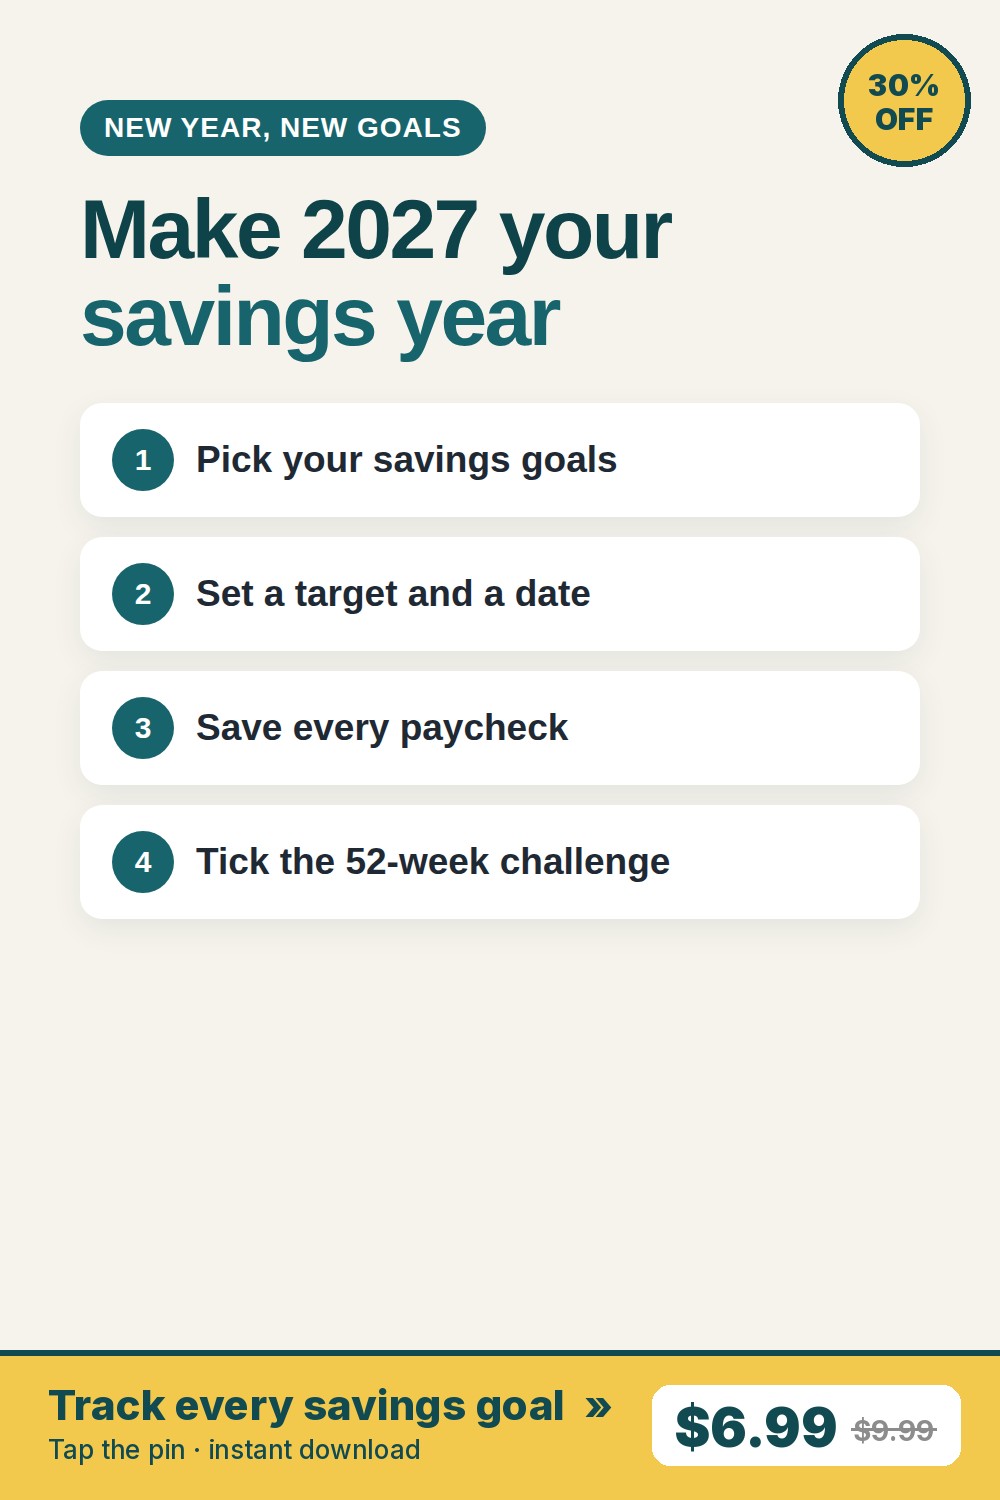 30%
OFF
NEW YEAR, NEW GOALS
Make 2027 your
savings year
1 Pick your savings goals
2 Set a target and a date
3 Save every paycheck
4 Tick the 52-week challenge
Track every savings goal »
Tap the pin · instant download
$6.99 $9.99